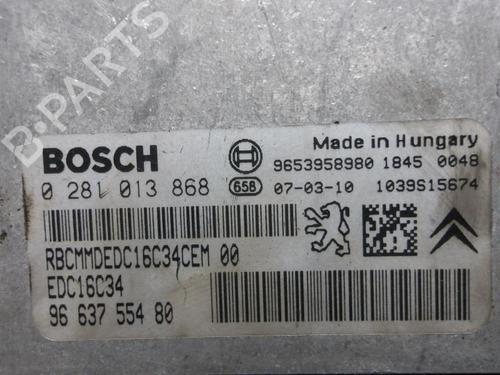 B-PARTS
BOSCH
Made in Hungary
9653958980 1845 0048
0 281 013 868
658
07-03-10 1039S15674
RBCMMDEDC16C34CEM 00
EDC16C34
96 637 554 80